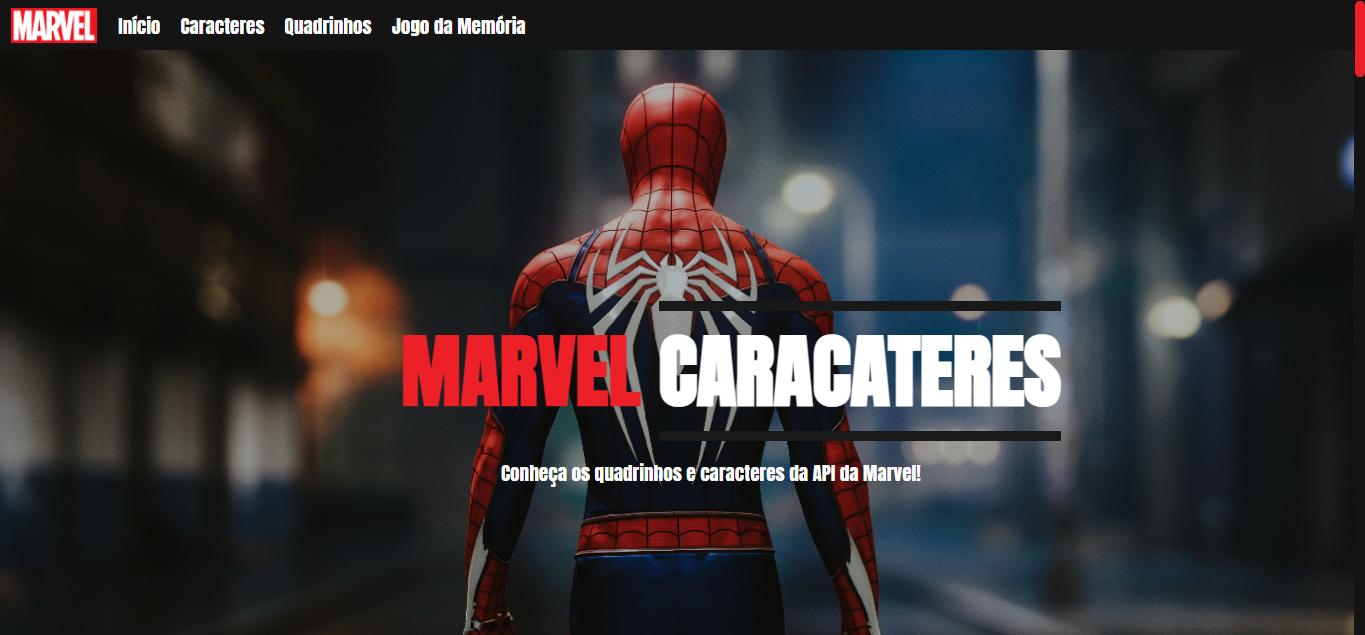 MARVEL Início Caracteres Quadrinhos Jogo da Memória
MARVEL CARACATERES
Conheça os quadrinhos e caracteres da API da Marvel!